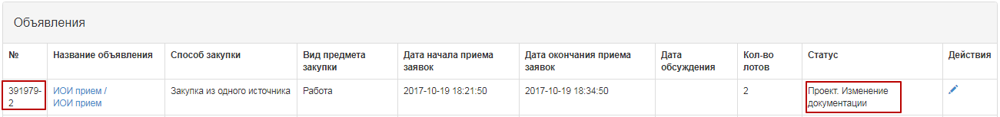 Объявления
№ Название объявления Способ закупки Вид предмета закупки Дата начала приема заявок Дата окончания приема заявок Дата обсуждения Кол-во лотов Статус Действия
391979-2 ИОИ прием / ИОИ прием Закупка из одного источника Работа 2017-10-19 18:21:50 2017-10-19 18:34:50 2 Проект. Изменение документации